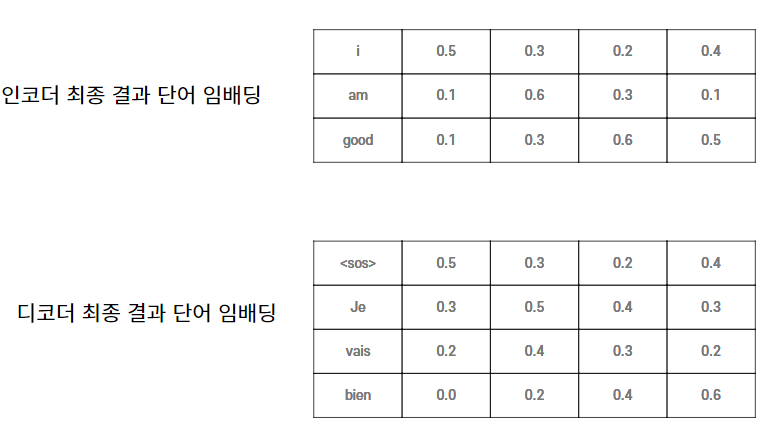 i 0.5 0.3 0.2 0.4
인코더 최종 결과 단어 임배딩
am 0.1 0.6 0.3 0.1
good 0.1 0.3 0.6 0.5
<sos> 0.5 0.3 0.2 0.4
Je 0.3 0.5 0.4 0.3
디코더 최종 결과 단어 임배딩
vais 0.2 0.4 0.3 0.2
bien 0.0 0.2 0.4 0.6